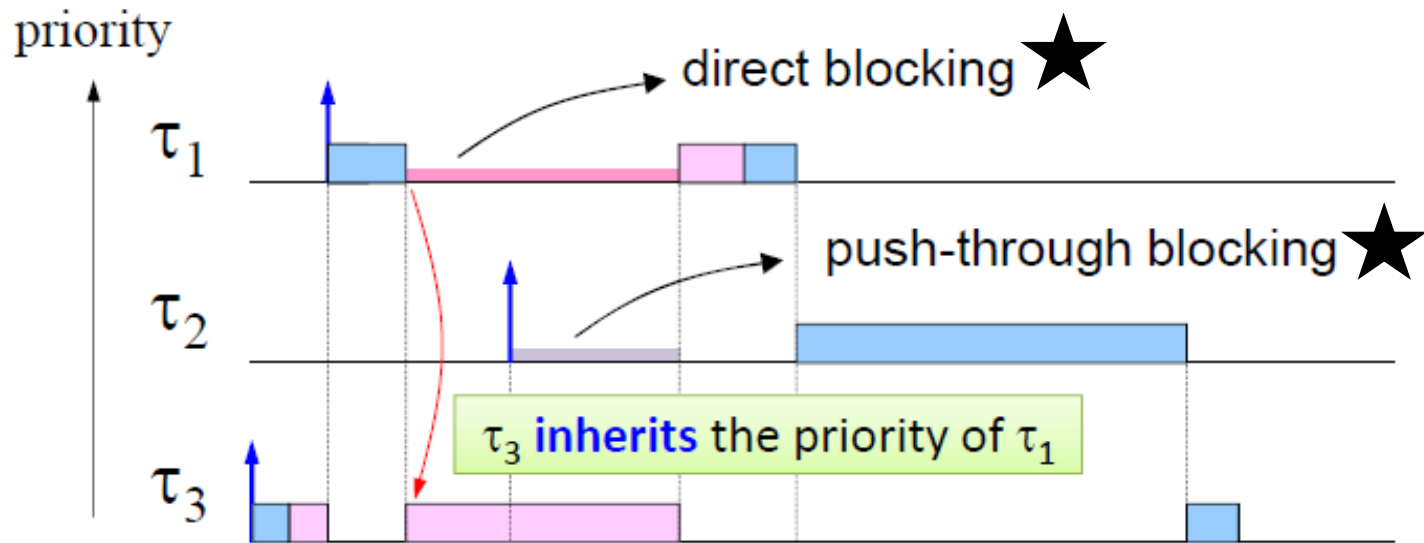 priority
direct blocking
τ1
push-through blocking
τ2
τ3 inherits the priority of τ1
τ3